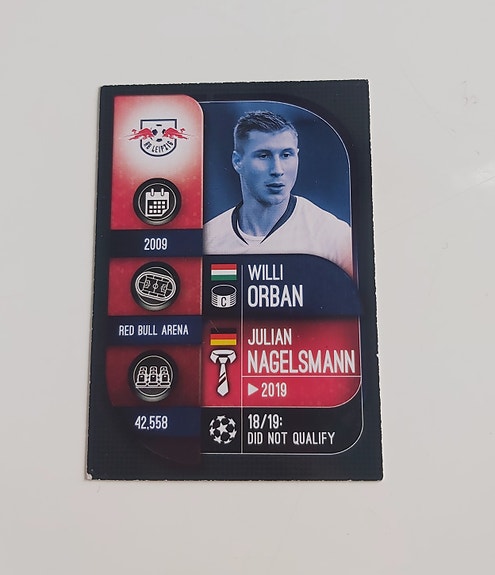 RB LEIPZIG
2009
RED BULL ARENA
42,558
WILLI
ORBAN
C
JULIAN
NAGELSMANN
2019
18/19:
DID NOT QUALIFY